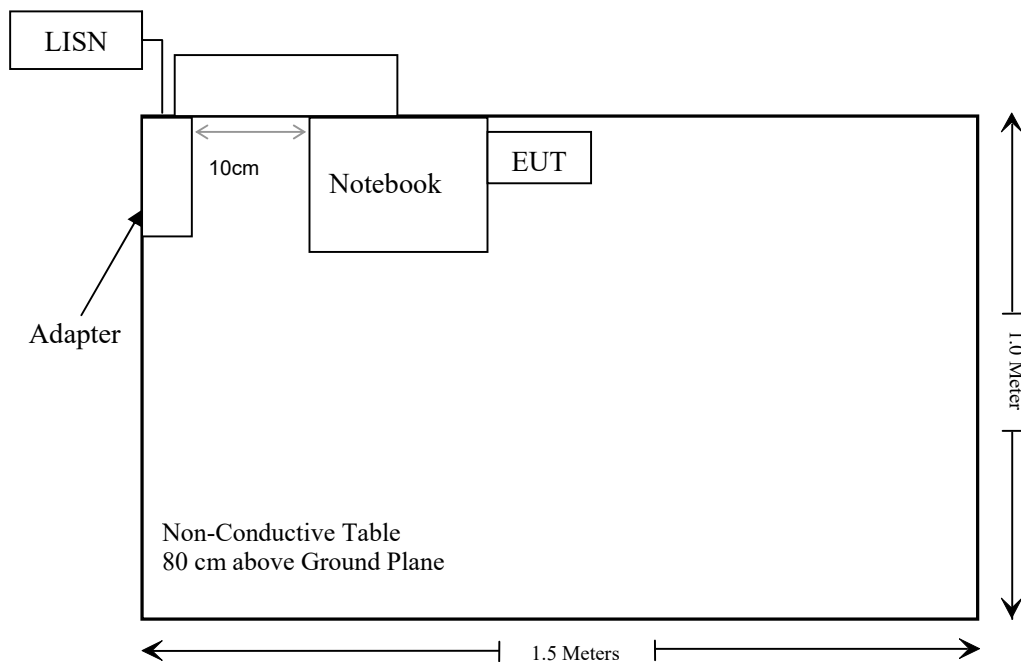 LISN
10cm
Notebook
EUT
Adapter
1.0 Meter
Non-Conductive Table
80 cm above Ground Plane
1.5 Meters